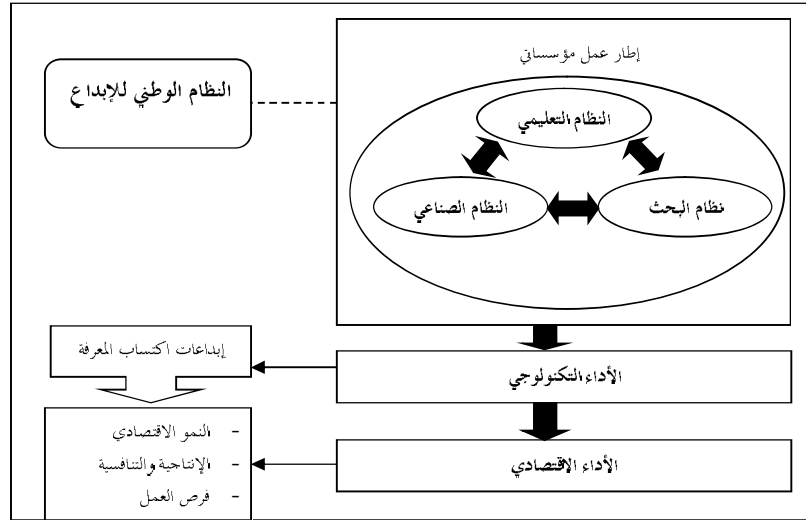 إطار عمل مؤسساتي
النظام الوطني للإبداع
النظام التعليمي
نظام البحث
النظام الصناعي
إبداعات اكتساب المعرفة
الأداء التكنولوجي
- النمو الاقتصادي
- الإنتاجية والتنافسية
- فرص العمل
الأداء الاقتصادي